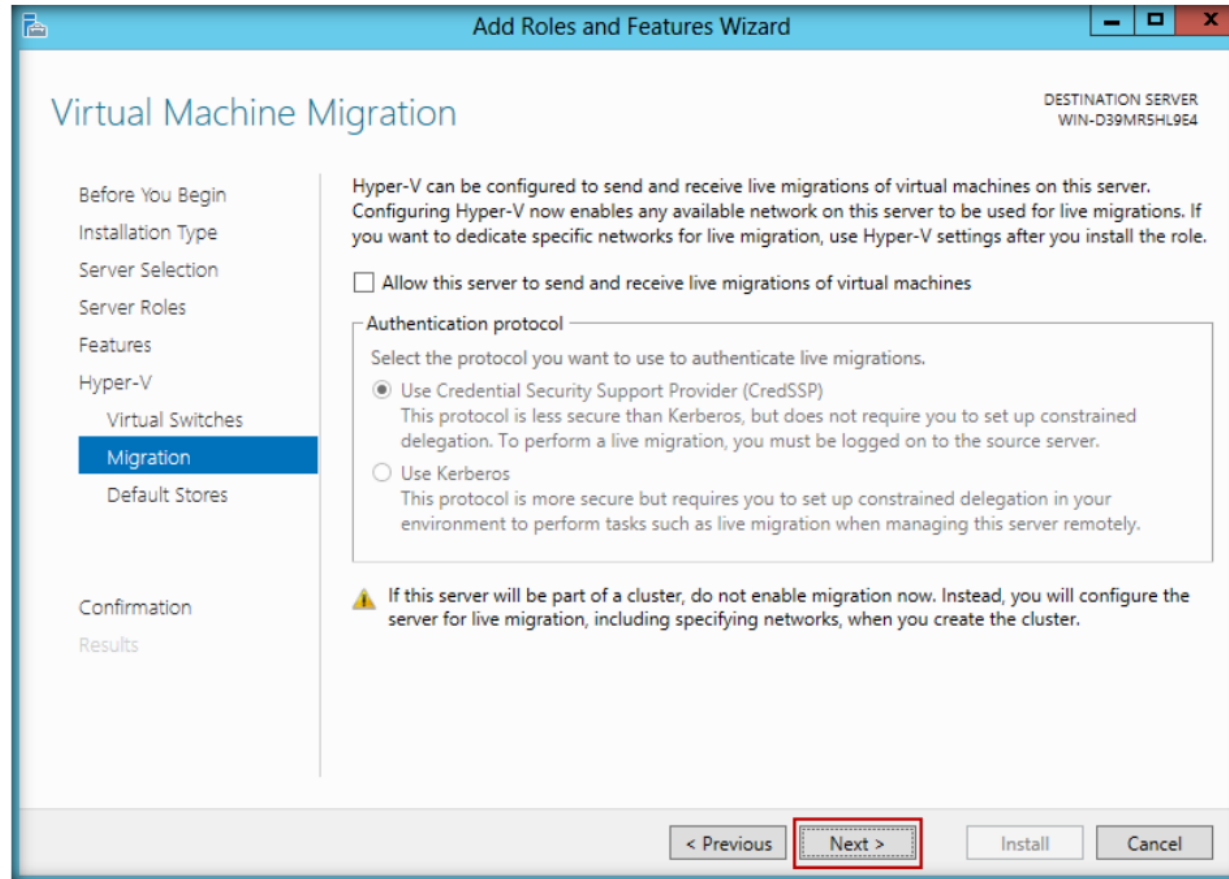 Add Roles and Features Wizard
Virtual Machine Migration
DESTINATION SERVER
WIN-D39MR5HL9E4
Before You Begin
Installation Type
Server Selection
Server Roles
Features
Hyper-V
Virtual Switches
Migration
Default Stores
Confirmation
Results
Hyper-V can be configured to send and receive live migrations of virtual machines on this server.
Configuring Hyper-V now enables any available network on this server to be used for live migrations. If
you want to dedicate specific networks for live migration, use Hyper-V settings after you install the role.
Allow this server to send and receive live migrations of virtual machines
Authentication protocol
Select the protocol you want to use to authenticate live migrations.
Use Credential Security Support Provider (CredSSP)
This protocol is less secure than Kerberos, but does not require you to set up constrained
delegation. To perform a live migration, you must be logged on to the source server.
Use Kerberos
This protocol is more secure but requires you to set up constrained delegation in your
environment to perform tasks such as live migration when managing this server remotely.
If this server will be part of a cluster, do not enable migration now. Instead, you will configure the
server for live migration, including specifying networks, when you create the cluster.
< Previous
Next >
Install
Cancel